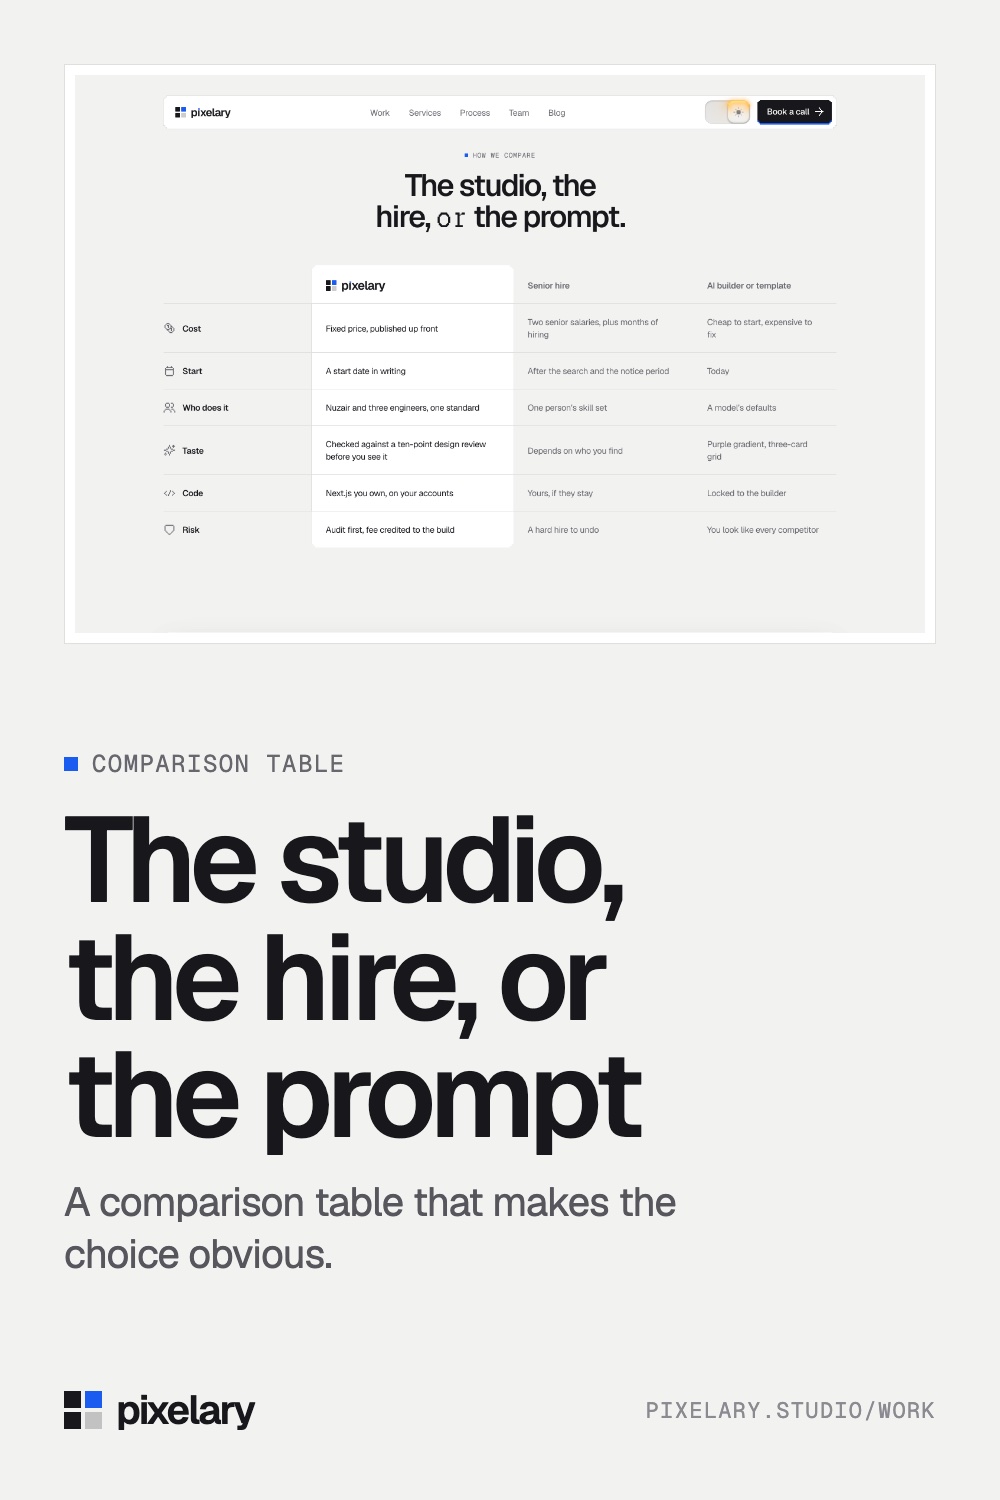 pixelary
Work Services Process Team Blog
Book a call
HOW WE COMPARE
The studio, the
hire, or the prompt.
pixelary
Senior hire
AI builder or template
Cost
Fixed price, published up front
Two senior salaries, plus months of
hiring
Cheap to start, expensive to
fix
Start
A start date in writing
After the search and the notice period
Today
Who does it
Nuzair and three engineers, one standard
One person's skill set
A model's defaults
Taste
Checked against a ten-point design review
before you see it
Depends on who you find
Purple gradient, three-card
grid
Code
Next.js you own, on your accounts
Yours, if they stay
Locked to the builder
Risk
Audit first, fee credited to the build
A hard hire to undo
You look like every competitor
COMPARISON TABLE
The studio,
the hire, or
the prompt
A comparison table that makes the
choice obvious.
pixelary
PIXELARY.STUDIO/WORK